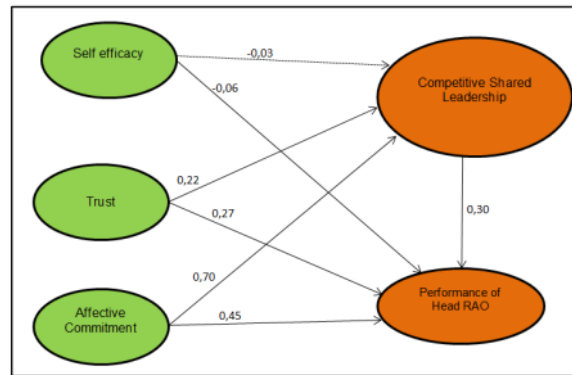 Self efficacy
-0,03
Competitive Shared
Leadership
-0,06
0,22
Trust
0,27
0,30
0,70
Affective
Commitment
0,45
Performance of
Head RAO